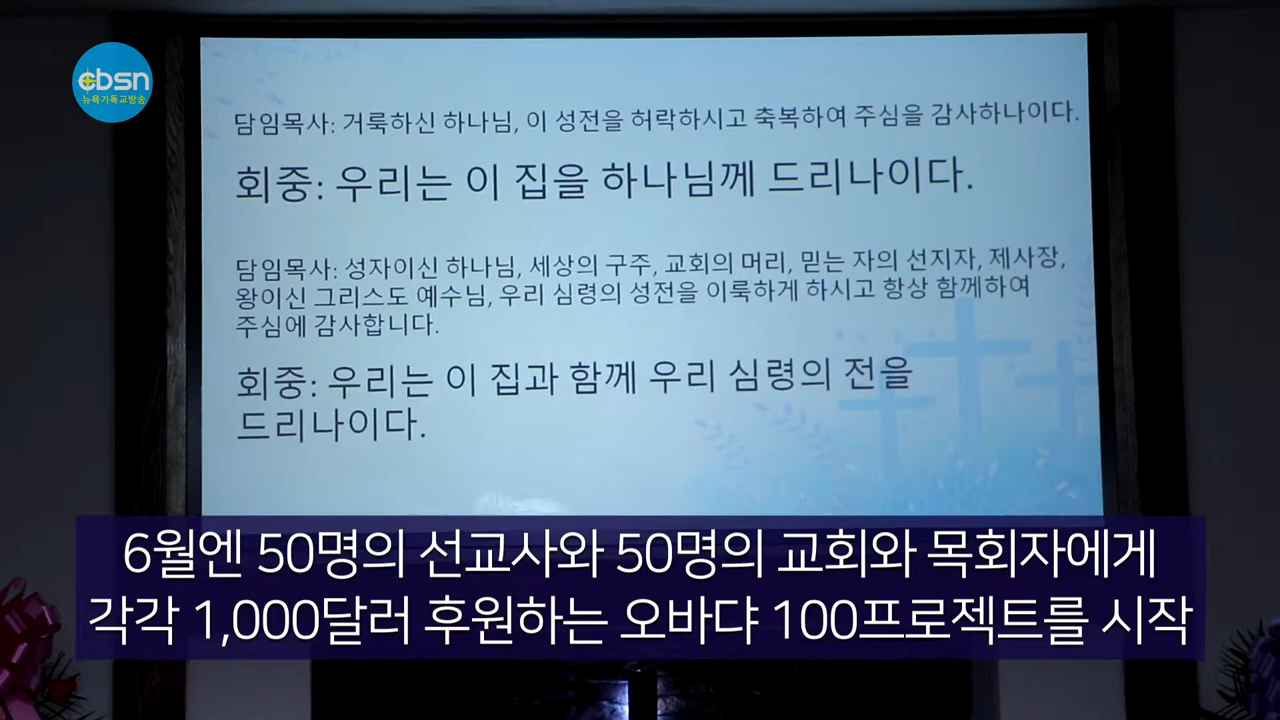 cbsn
뉴욕기독교방송
담임목사: 거룩하신 하나님, 이 성전을 허락하시고 축복하여 주심을 감사하나이다.
회중: 우리는 이 집을 하나님께 드리나이다.
담임목사: 성자이신 하나님, 세상의 구주, 교회의 머리, 믿는 자의 선지자, 제사장,
왕이신 그리스도 예수님, 우리 심령의 성전을 이룩하게 하시고 항상 함께하여
주심에 감사합니다.
회중: 우리는 이 집과 함께 우리 심령의 전을
드리나이다.
6월엔 50명의 선교사와 50명의 교회와 목회자에게
각각 1,000달러 후원하는 오바댜 100프로젝트를 시작